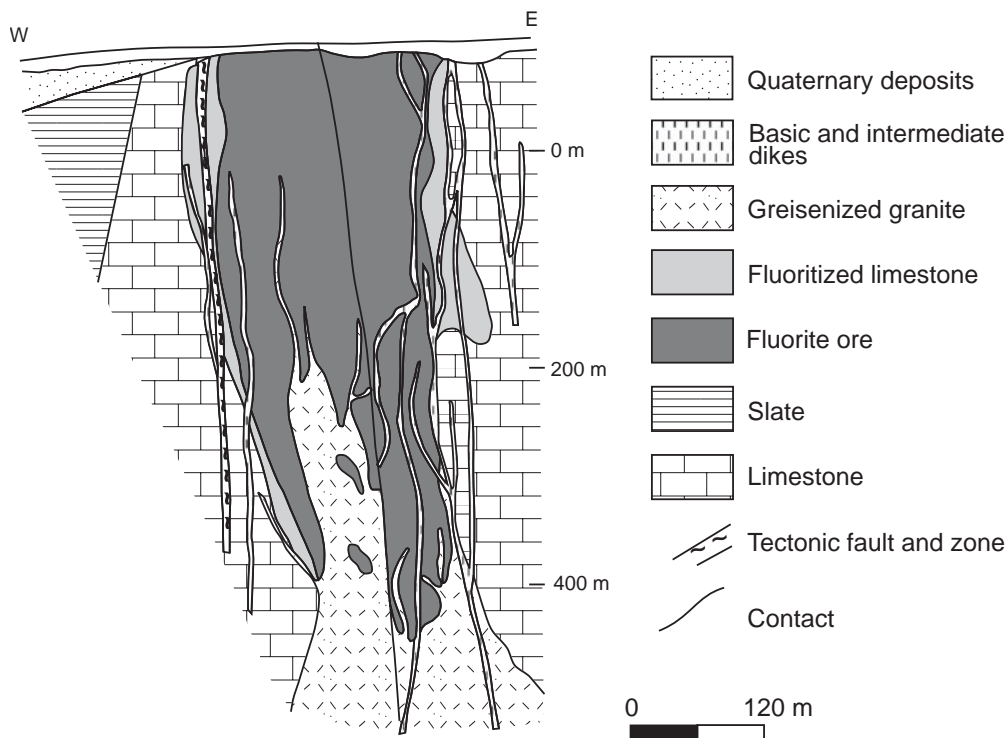 W
E
0 m
200 m
400 m
Quaternary deposits
Basic and intermediate
dikes
Greisenized granite
Fluoritized limestone
Fluorite ore
Slate
Limestone
Tectonic fault and zone
Contact
0 120 m